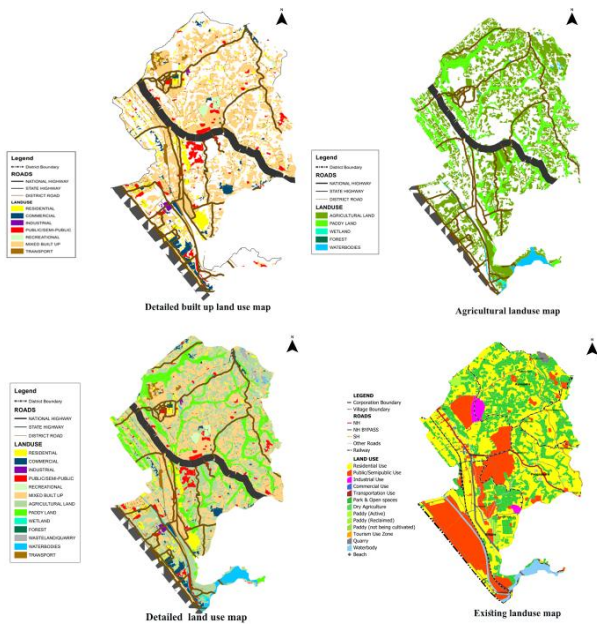 N
Legend
District Boundary
ROADS
NATIONAL HIGHWAY
STATE HIGHWAY
DISTRICT ROAD
LANDUSE
RESIDENTIAL
COMMERCIAL
INDUSTRIAL
PUBLIC/SEMI-PUBLIC
RECREATIONAL
MIXED BUILT UP
TRANSPORT
Detailed built up land use map
N
Legend
District Boundary
ROADS
NATIONAL HIGHWAY
STATE HIGHWAY
DISTRICT ROAD
LANDUSE
AGRICULTURAL LAND
PADDY LAND
WETLAND
FOREST
WATERBODIES
Agricultural landuse map
N
Legend
District Boundary
ROADS
NATIONAL HIGHWAY
STATE HIGHWAY
DISTRICT ROAD
LANDUSE
RESIDENTIAL
COMMERCIAL
INDUSTRIAL
PUBLIC/SEMI-PUBLIC
RECREATIONAL
MIXED BUILT UP
AGRICULTURAL LAND
PADDY LAND
WETLAND
FOREST
WASTELAND/QUARRY
WATERBODIES
TRANSPORT
Detailed land use map
N
LEGEND
Corporation Boundary
Village Boundary
ROADS
NH
NH BYPASS
SH
Other Roads
Railway
LAND USE
Residential Use
Public/Semipublic Use
Industrial Use
Commercial Use
Transportation Use
Park & Open spaces
Dry Agriculture
Paddy (Active)
Paddy (Reclaimed)
Paddy (not being cultivated)
Tourism Use Zone
Quarry
Waterbody
Beach
Existing landuse map